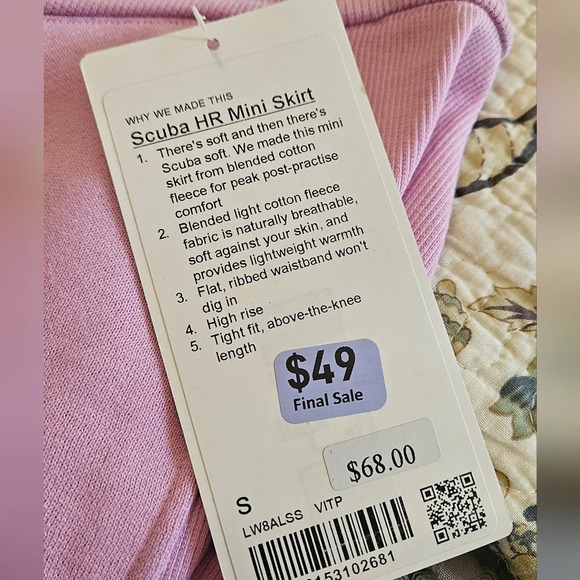 WHY WE MADE THIS
Scuba HR Mini Skirt
1. There's soft and then there's
Scuba soft. We made this mini
skirt from blended cotton
fleece for peak post-practise
comfort
2. Blended light cotton fleece
fabric is naturally breathable,
soft against your skin, and
provides lightweight warmth
3. Flat, ribbed waistband won't
dig in
4. High rise
5. Tight fit, above-the-knee
length
$49
Final Sale
$68.00
S
LW8ALSS VITP
153102681